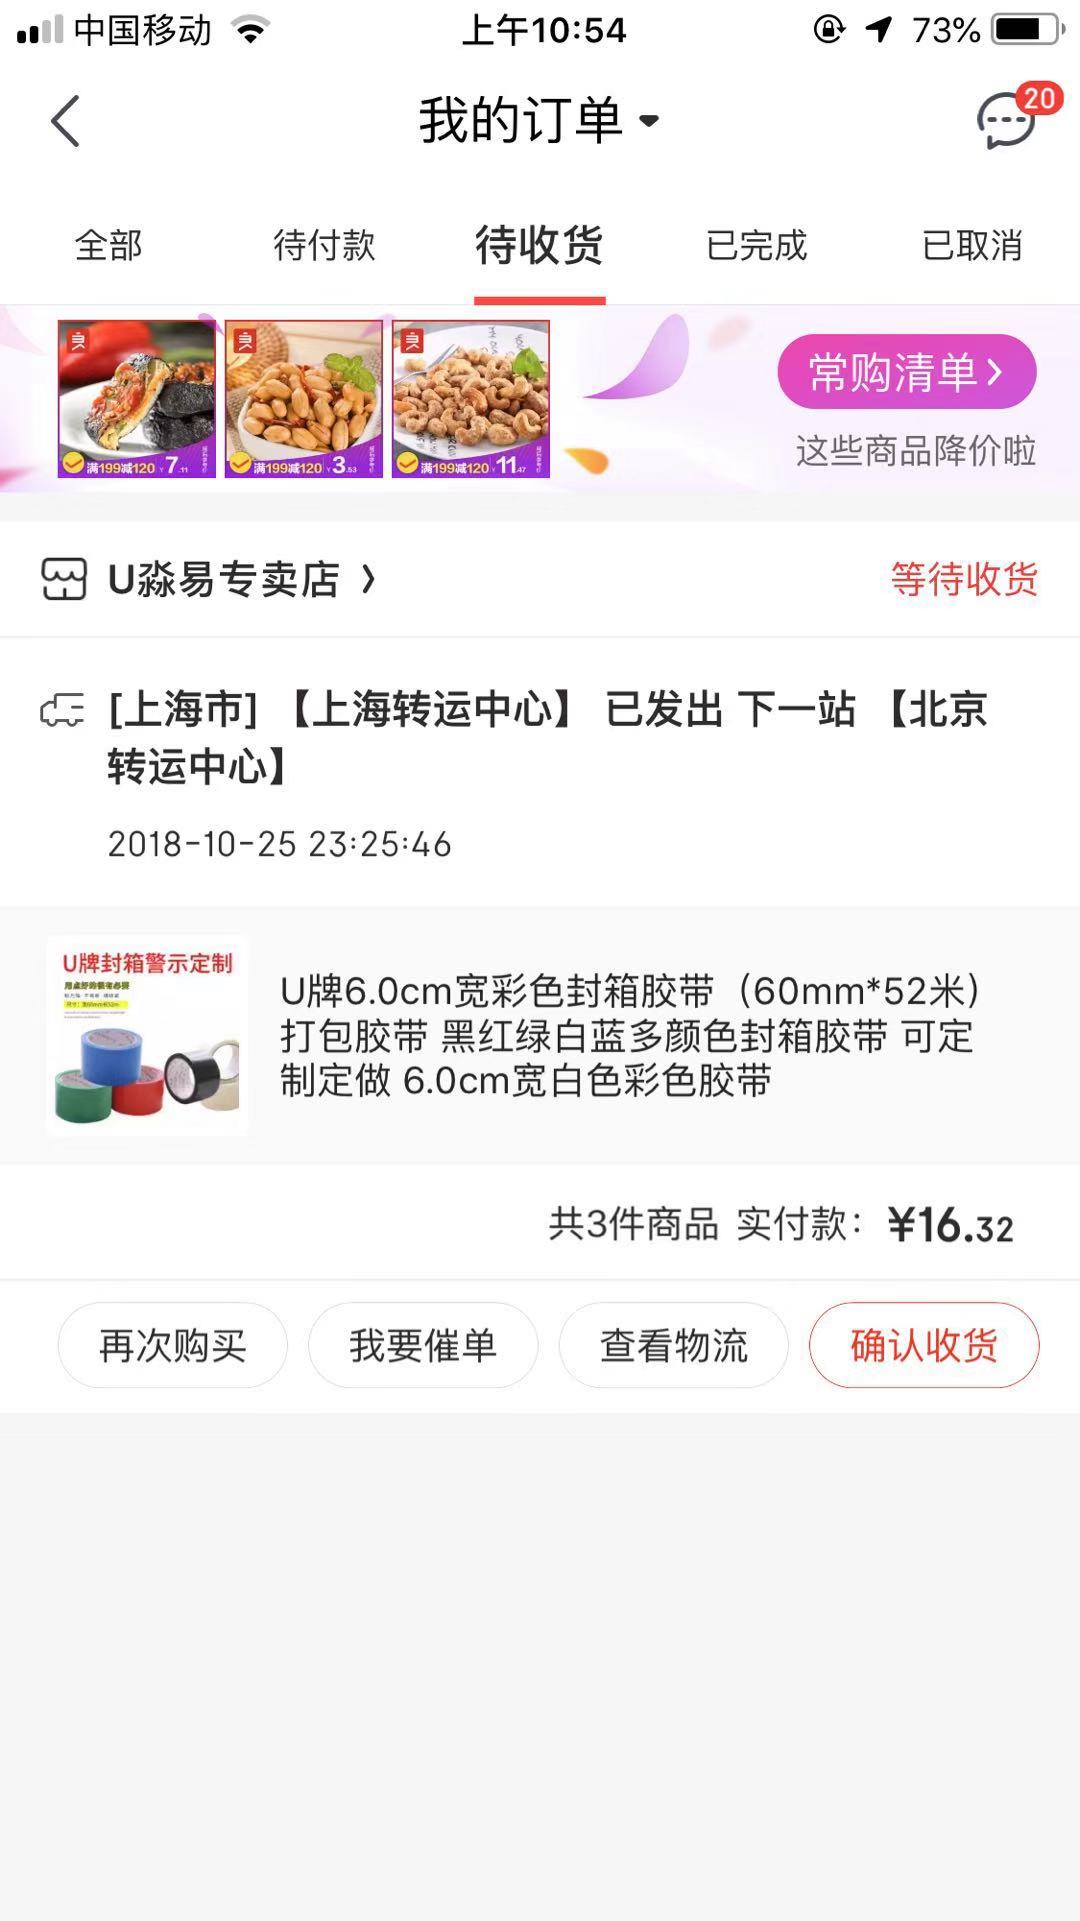 中国移动
上午10:54
73%
我的订单
20
全部
待付款
待收货
已完成
已取消
满199减120 ¥7.11
满199减120 ¥3.53
满199减120 ¥11.47
常购清单
这些商品降价啦
U淼易专卖店
等待收货
[上海市] 【上海转运中心】 已发出 下一站 【北京
转运中心】
2018-10-25 23:25:46
U牌封箱警示定制
U牌6.0cm宽彩色封箱胶带（60mm*52米）
打包胶带 黑红绿白蓝多颜色封箱胶带 可定
制定做 6.0cm宽白色彩色胶带
共3件商品 实付款：¥16.32
再次购买
我要催单
查看物流
确认收货